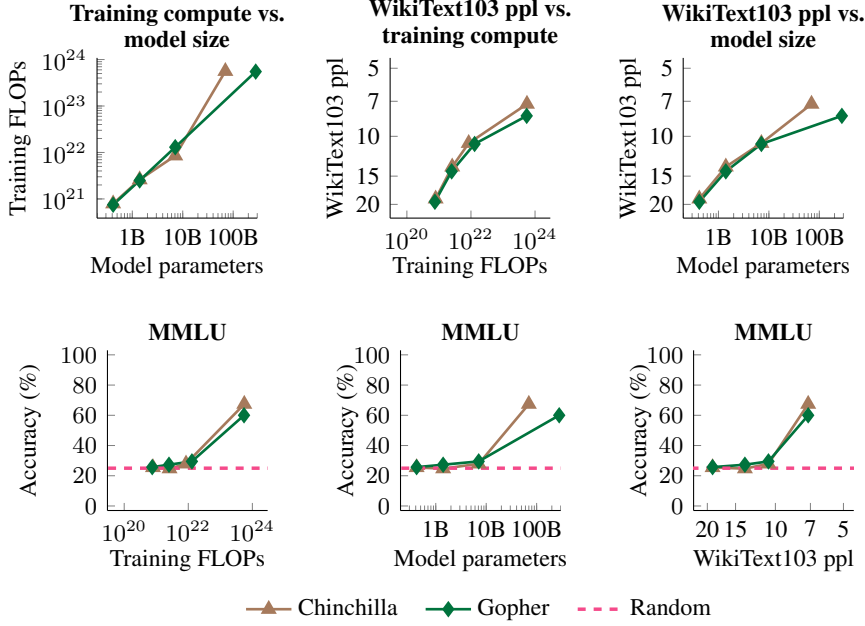 Training compute vs.
model size
Training FLOPs
10^24
10^23
10^22
10^21
1B 10B 100B
Model parameters
WikiText103 ppl vs.
training compute
WikiText103 ppl
5
7
10
15
20
10^20 10^22 10^24
Training FLOPs
WikiText103 ppl vs.
model size
WikiText103 ppl
5
7
10
15
20
1B 10B 100B
Model parameters
MMLU
Accuracy (%)
100
80
60
40
20
0
10^20 10^22 10^24
Training FLOPs
MMLU
Accuracy (%)
100
80
60
40
20
0
1B 10B 100B
Model parameters
MMLU
Accuracy (%)
100
80
60
40
20
0
20 15 10 7 5
WikiText103 ppl
Chinchilla Gopher Random